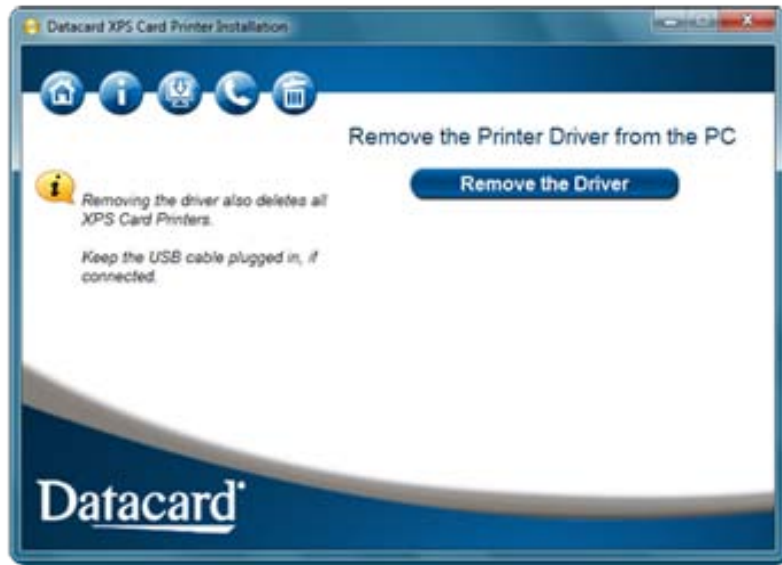 Datacard XPS Card Printer Installation
Remove the Printer Driver from the PC
Remove the Driver
Removing the driver also deletes all
XPS Card Printers.
Keep the USB cable plugged in, if
connected.
Datacard